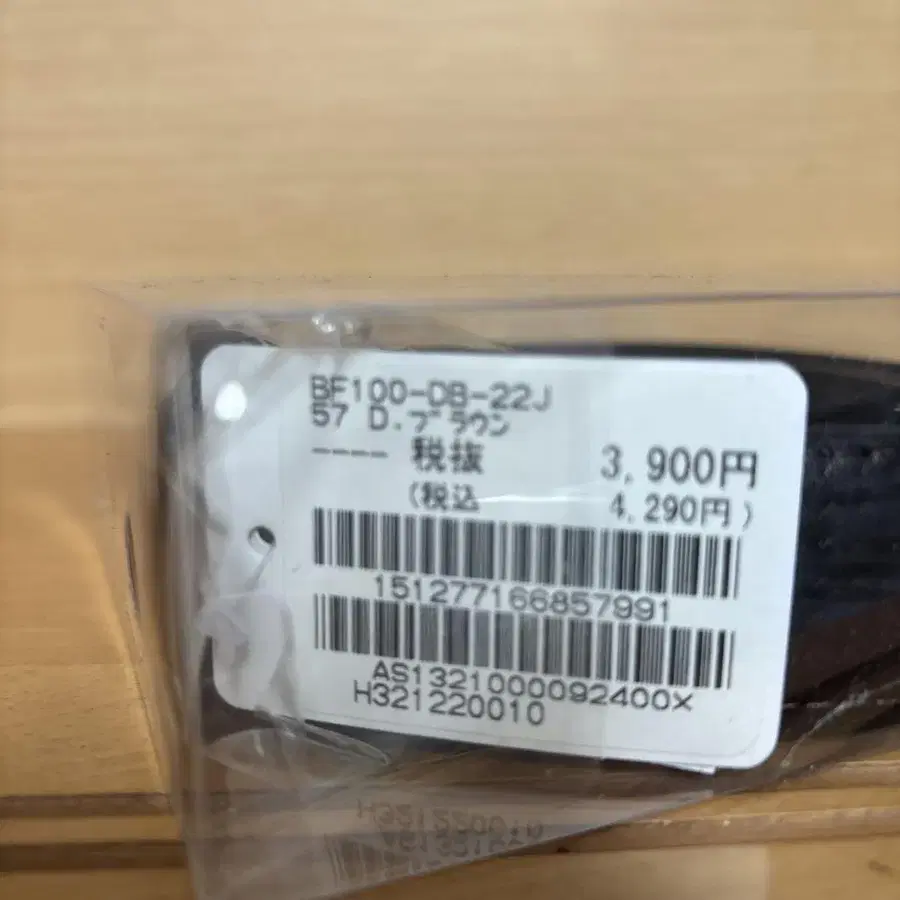 BF100-DB-22J
57 D.ブラウン
---- 税抜 3,900円
(税込 4,290円)
151277166857991
AS1321000092400X
H321220010